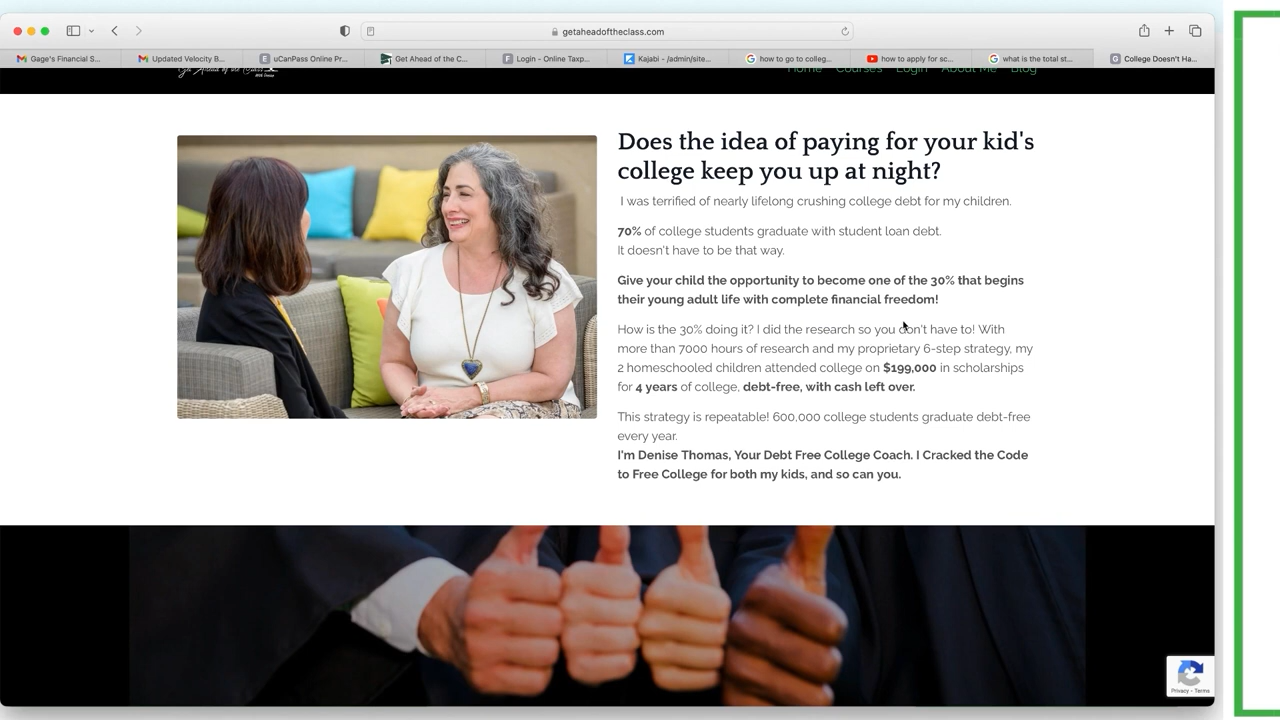 getaheadoftheclass.com
Gage's Financial S...
Updated Velocity B...
uCanPass Online Pr...
Get Ahead of the C...
Login - Online Taxp...
Kajabi - /admin/site...
how to go to colleg...
how to apply for sc...
what is the total st...
College Doesn't Ha...
Get Ahead of the Class
With Denise
Home Courses Login About Me Blog
Does the idea of paying for your kid's
college keep you up at night?
I was terrified of nearly lifelong crushing college debt for my children.
70% of college students graduate with student loan debt.
It doesn't have to be that way.
Give your child the opportunity to become one of the 30% that begins
their young adult life with complete financial freedom!
How is the 30% doing it? I did the research so you don't have to! With
more than 7000 hours of research and my proprietary 6-step strategy, my
2 homeschooled children attended college on $199,000 in scholarships
for 4 years of college, debt-free, with cash left over.
This strategy is repeatable! 600,000 college students graduate debt-free
every year.
I'm Denise Thomas, Your Debt Free College Coach. I Cracked the Code
to Free College for both my kids, and so can you.
Privacy - Terms